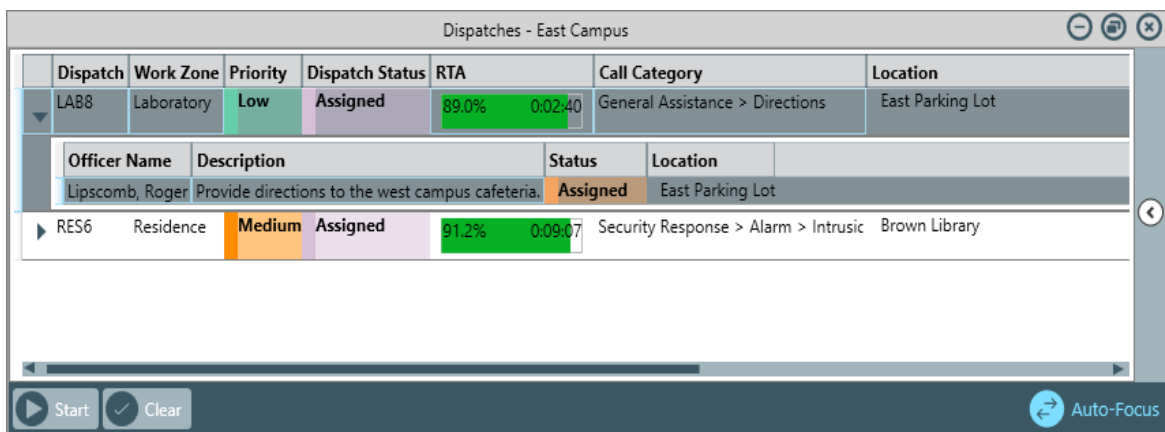 Dispatches - East Campus
Dispatch Work Zone Priority Dispatch Status RTA Call Category Location
LAB8 Laboratory Low Assigned 89.0% 0:02:40 General Assistance > Directions East Parking Lot
Officer Name Description Status Location
Lipscomb, Roger Provide directions to the west campus cafeteria. Assigned East Parking Lot
RES6 Residence Medium Assigned 91.2% 0:09:07 Security Response > Alarm > Intrusic Brown Library
Start Clear Auto-Focus